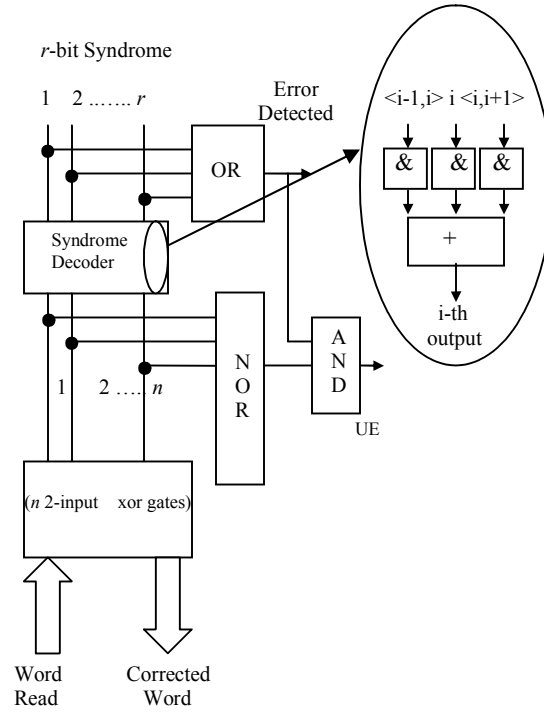 r-bit Syndrome
1 2 ……. r
Error
Detected
<i-1,i> i <i,i+1>
& & &
OR
+
Syndrome
Decoder
i-th
output
N
O
R
A
N
D
1 2 ….. n
UE
(n 2-input xor gates)
Word
Read
Corrected
Word